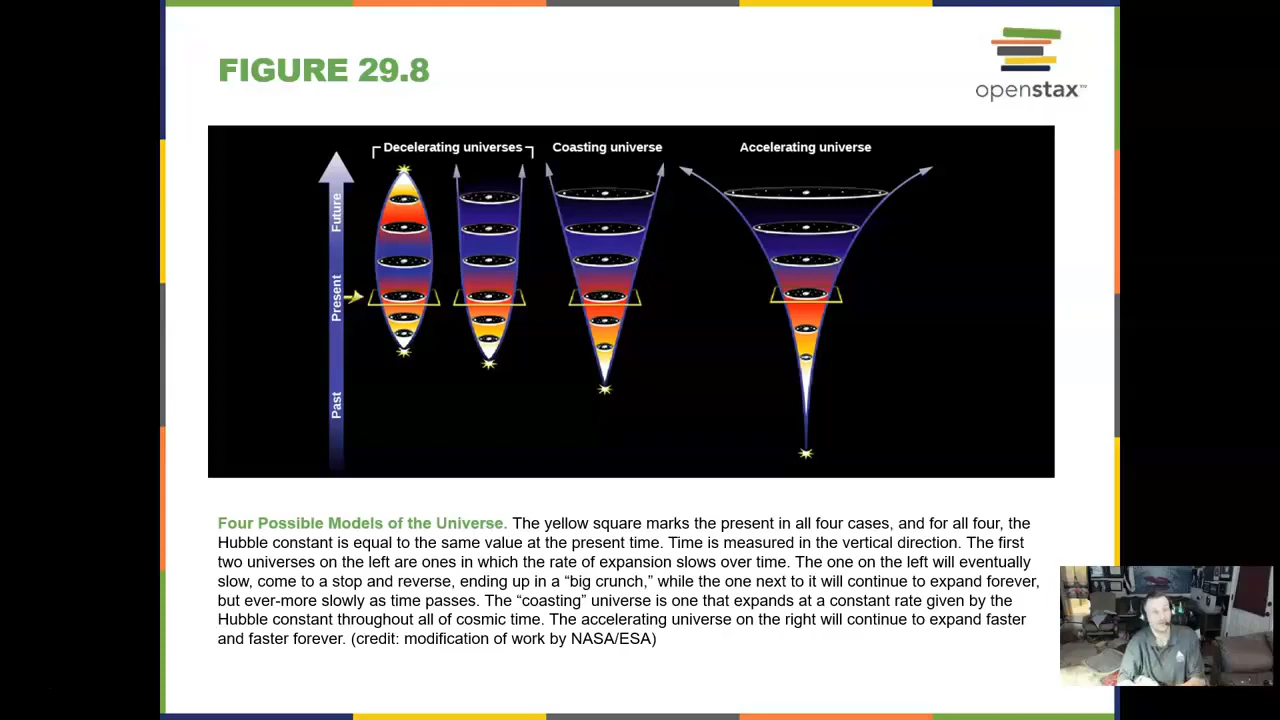 FIGURE 29.8
openstax™
Decelerating universes
Coasting universe
Accelerating universe
Future
Present
Past
Four Possible Models of the Universe. The yellow square marks the present in all four cases, and for all four, the
Hubble constant is equal to the same value at the present time. Time is measured in the vertical direction. The first
two universes on the left are ones in which the rate of expansion slows over time. The one on the left will eventually
slow, come to a stop and reverse, ending up in a “big crunch,” while the one next to it will continue to expand forever,
but ever-more slowly as time passes. The “coasting” universe is one that expands at a constant rate given by the
Hubble constant throughout all of cosmic time. The accelerating universe on the right will continue to expand faster
and faster forever. (credit: modification of work by NASA/ESA)